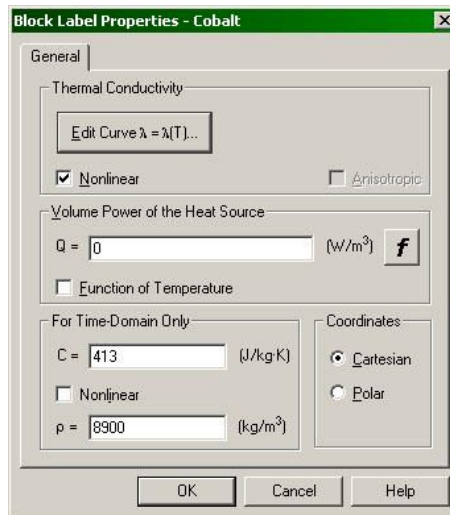 Block Label Properties - Cobalt
General
Thermal Conductivity
Edit Curve λ = λ(T)...
Nonlinear
Anisotropic
Volume Power of the Heat Source
Q = 0 (W/m³) f
Function of Temperature
For Time-Domain Only
C = 413 (J/kg·K)
Nonlinear
ρ = 8900 (kg/m³)
Coordinates
Cartesian
Polar
OK Cancel Help